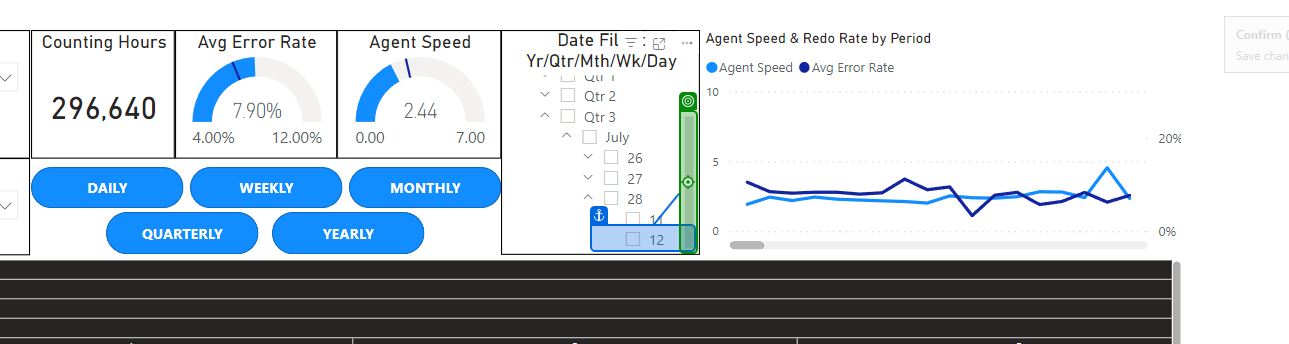 Counting Hours
296,640
Avg Error Rate
7.90%
4.00% 12.00%
Agent Speed
2.44
0.00 7.00
DAILY WEEKLY MONTHLY
QUARTERLY YEARLY
Date Fil :
Yr/Qtr/Mth/Wk/Day
Qtr 1
Qtr 2
Qtr 3
July
26
27
28
11
12
Agent Speed & Redo Rate by Period
Agent Speed Avg Error Rate
10
5
0
20%
0%
Confirm
Save chan